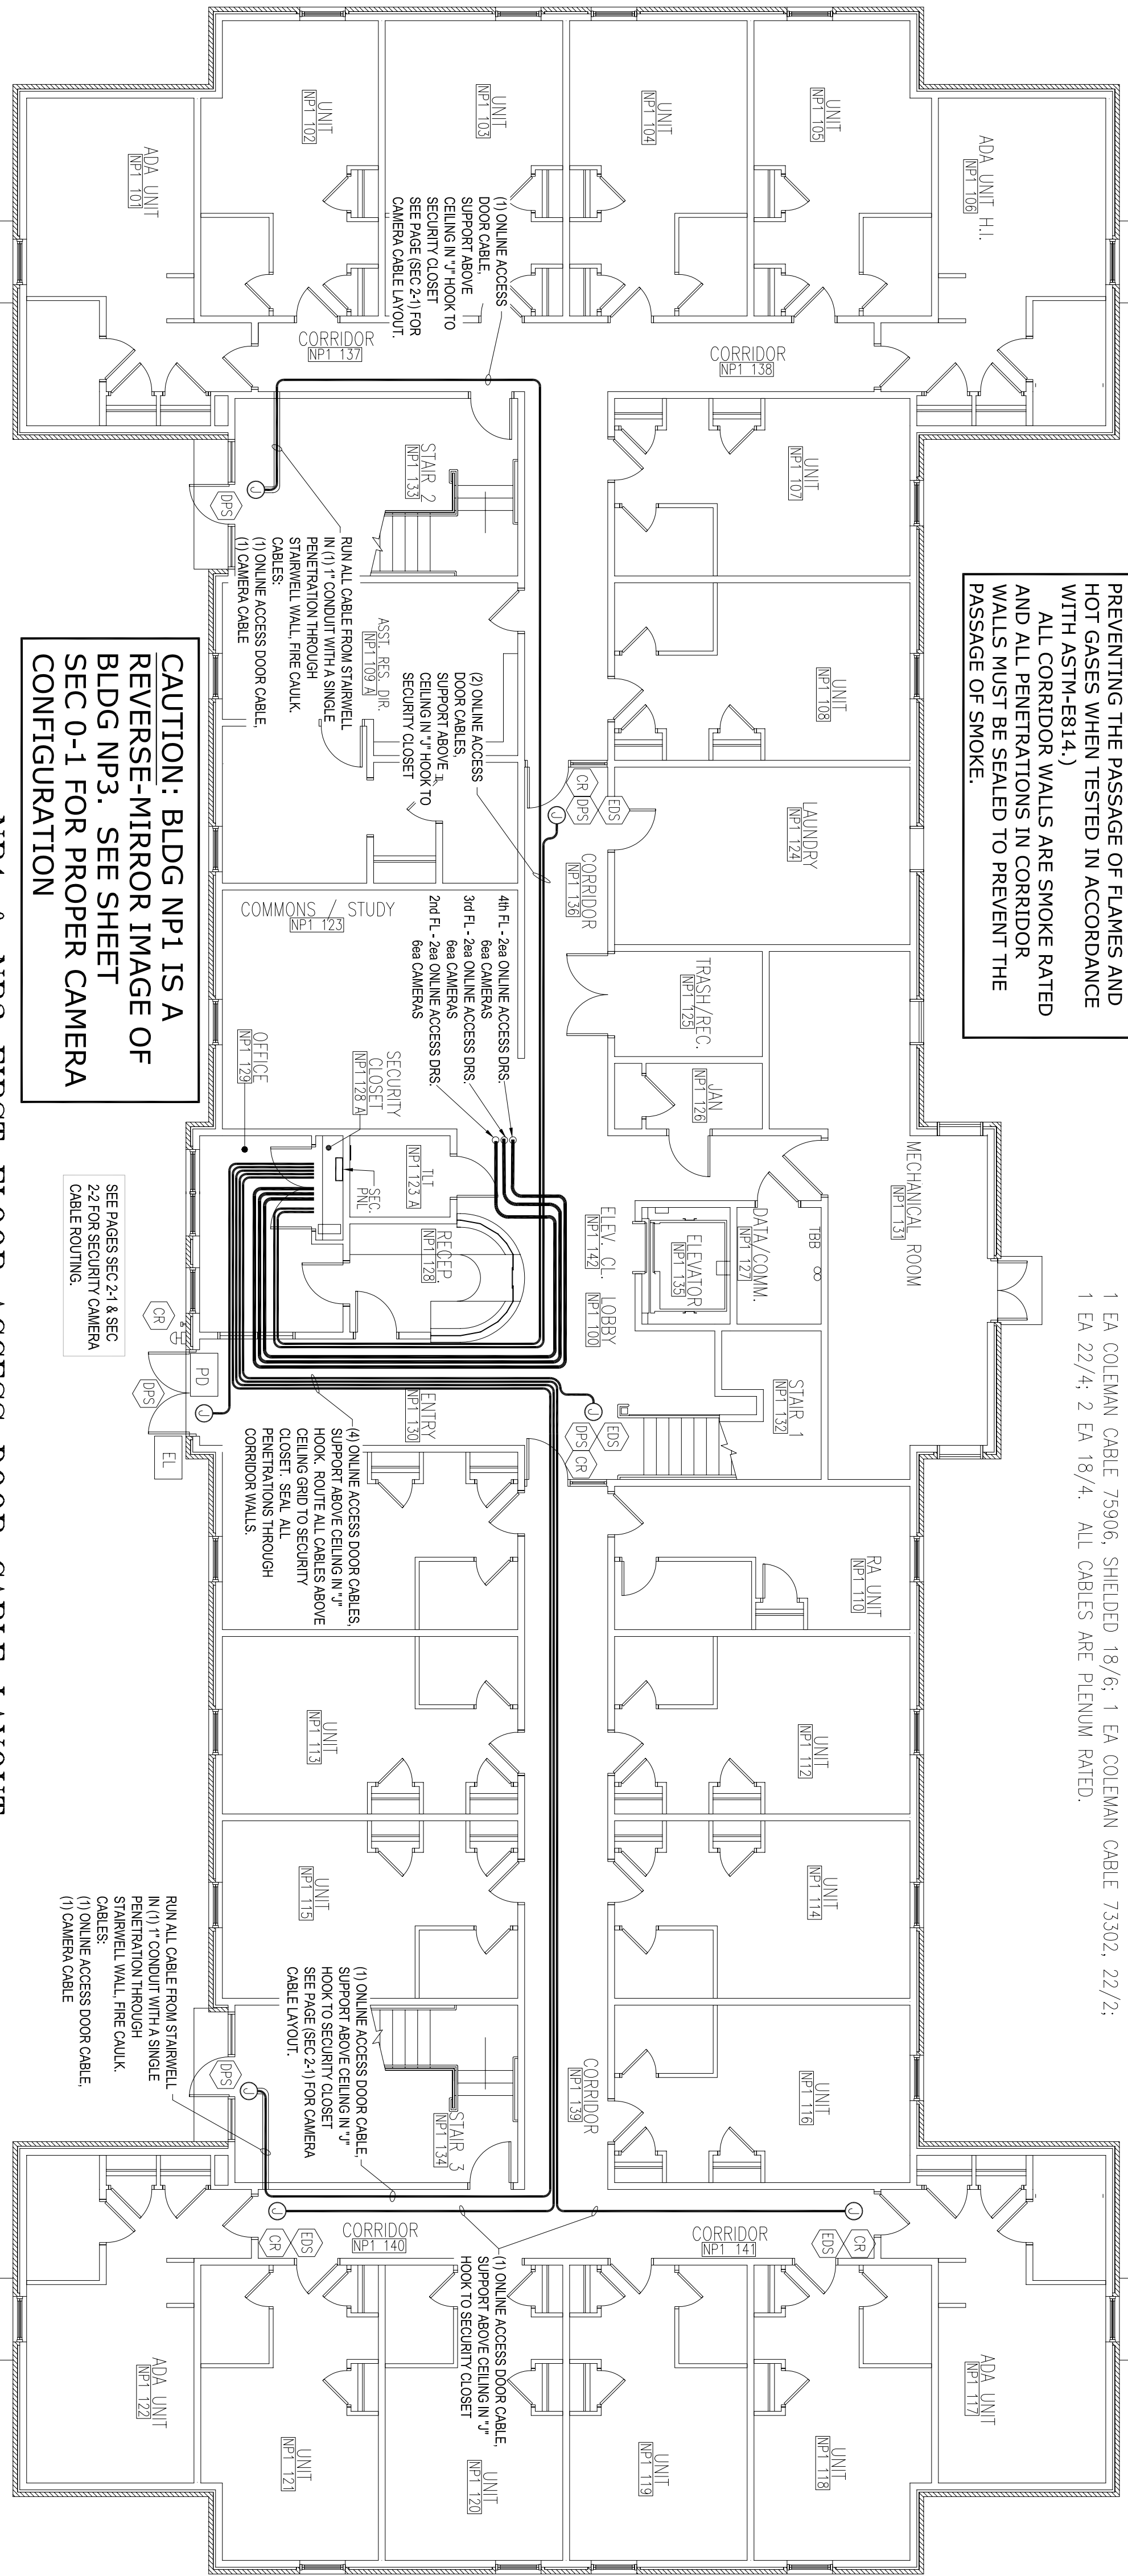 PREVENTING THE PASSAGE OF FLAMES AND
HOT GASES WHEN TESTED IN ACCORDANCE
WITH ASTM-E814.)
ALL CORRIDOR WALLS ARE SMOKE RATED
AND ALL PENETRATIONS IN CORRIDOR
WALLS MUST BE SEALED TO PREVENT THE
PASSAGE OF SMOKE.
1 EA COLEMAN CABLE 75906, SHIELDED 18/6; 1 EA COLEMAN CABLE 73302, 22/2;
1 EA 22/4; 2 EA 18/4. ALL CABLES ARE PLENUM RATED.
ADA UNIT H.I.
NP1 106
UNIT
NP1 105
UNIT
NP1 104
UNIT
NP1 103
UNIT
NP1 102
ADA UNIT
NP1 101
CORRIDOR
NP1 138
CORRIDOR
NP1 137
(1) ONLINE ACCESS
DOOR CABLE,
SUPPORT ABOVE
CEILING IN "J" HOOK TO
SECURITY CLOSET
SEE PAGE (SEC 2-1) FOR
CAMERA CABLE LAYOUT.
UNIT
NP1 107
UNIT
NP1 108
LAUNDRY
NP1 124
TRASH/REC.
NP1 125
JAN
NP1 126
MECHANICAL ROOM
NP1 131
TBB
DATA/COMM.
NP1 127
ELEVATOR
NP1 135
ELEV. CL.
NP1 142
LOBBY
NP1 100
STAIR 1
NP1 132
RA UNIT
NP1 110
UNIT
NP1 112
UNIT
NP1 114
UNIT
NP1 116
EDS
CR
DPS
J
CORRIDOR
NP1 136
EDS
DPS
CR
J
CORRIDOR
NP1 139
STAIR 2
NP1 133
J
DPS
RUN ALL CABLE FROM STAIRWELL
IN (1) 1" CONDUIT WITH A SINGLE
PENETRATION THROUGH
STAIRWELL WALL, FIRE CAULK.
CABLES:
(1) ONLINE ACCESS DOOR CABLE,
(1) CAMERA CABLE
ASST. RES. DIR.
NP1 109 A
(2) ONLINE ACCESS
DOOR CABLES,
SUPPORT ABOVE
CEILING IN "J" HOOK TO
SECURITY CLOSET
COMMONS / STUDY
NP1 123
4th FL - 2ea ONLINE ACCESS DRS.
6ea CAMERAS
3rd FL - 2ea ONLINE ACCESS DRS.
6ea CAMERAS
2nd FL - 2ea ONLINE ACCESS DRS.
6ea CAMERAS
OFFICE
NP1 129
SECURITY
CLOSET
NP1 128 A
TLT
NP1 123 A
SEC.
PNL
RECEP.
NP1 128
ENTRY
NP1 130
(4) ONLINE ACCESS DOOR CABLES,
SUPPORT ABOVE CEILING IN "J"
HOOK. ROUTE ALL CABLES ABOVE
CEILING GRID TO SECURITY
CLOSET. SEAL ALL
PENETRATIONS THROUGH
CORRIDOR WALLS.
CR
PD
DPS
J
EL
UNIT
NP1 113
UNIT
NP1 115
STAIR 3
NP1 134
(1) ONLINE ACCESS DOOR CABLE,
SUPPORT ABOVE CEILING IN "J"
HOOK TO SECURITY CLOSET
SEE PAGE (SEC 2-1) FOR CAMERA
CABLE LAYOUT.
J
DPS
RUN ALL CABLE FROM STAIRWELL
IN (1) 1" CONDUIT WITH A SINGLE
PENETRATION THROUGH
STAIRWELL WALL, FIRE CAULK.
CABLES:
(1) ONLINE ACCESS DOOR CABLE,
(1) CAMERA CABLE
J
CR
EDS
CORRIDOR
NP1 141
J
CR
EDS
CORRIDOR
NP1 140
(1) ONLINE ACCESS DOOR CABLE,
SUPPORT ABOVE CEILING IN "J"
HOOK TO SECURITY CLOSET
ADA UNIT
NP1 117
UNIT
NP1 118
UNIT
NP1 119
UNIT
NP1 120
UNIT
NP1 121
ADA UNIT
NP1 122
CAUTION: BLDG NP1 IS A
REVERSE-MIRROR IMAGE OF
BLDG NP3. SEE SHEET
SEC 0-1 FOR PROPER CAMERA
CONFIGURATION
SEE PAGES SEC 2-1 & SEC
2-2 FOR SECURITY CAMERA
CABLE ROUTING.
FIRST FLOOR ACCESS DOOR CABLE LAYOUT